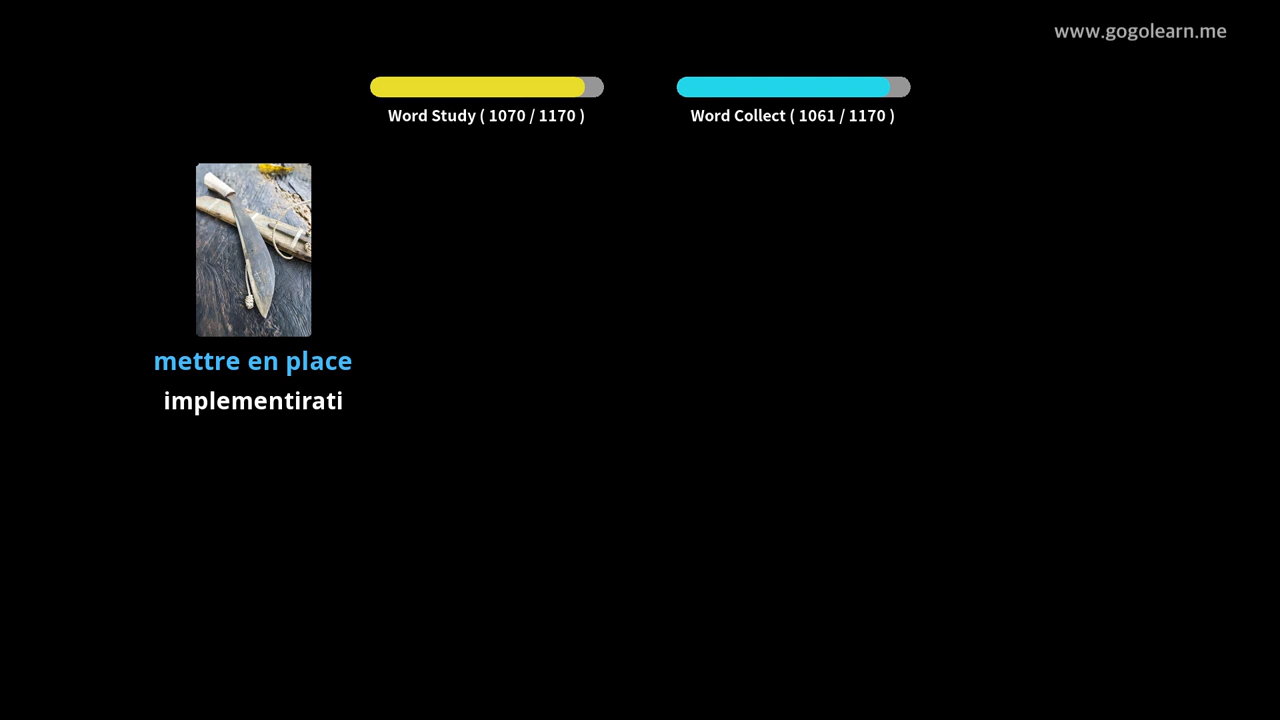 www.gogolearn.me
Word Study ( 1070 / 1170 )
Word Collect ( 1061 / 1170 )
mettre en place
implementirati